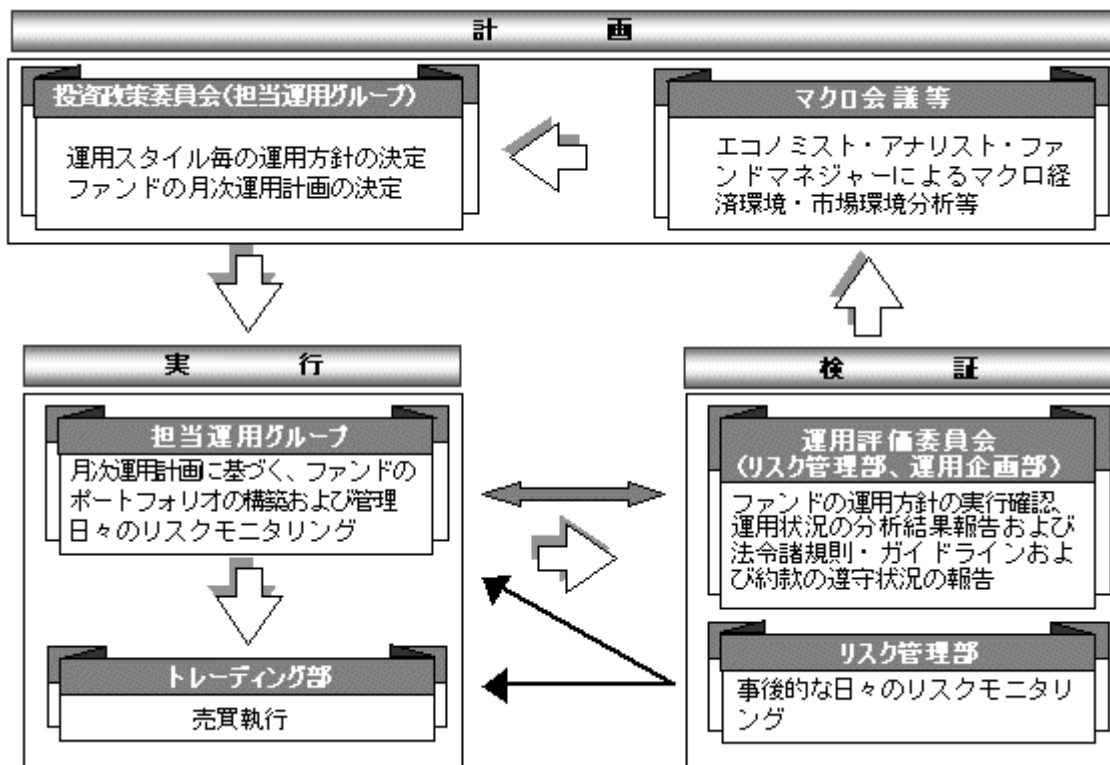 計画
投資政策委員会(担当運用グループ)
運用スタイル毎の運用方針の決定
ファンドの月次運用計画の決定
マクロ会議等
エコノミスト・アナリスト・ファ
ンドマネジャーによるマクロ経
済環境・市場環境分析等
実行
担当運用グループ
月次運用計画に基づく、ファンドの
ポートフォリオの構築および管理
日々のリスクモニタリング
トレーディング部
売買執行
検証
運用評価委員会
(リスク管理部、運用企画部)
ファンドの運用方針の実行確認、
運用状況の分析結果報告および
法令諸規則・ガイドラインおよ
び約款の遵守状況の報告
リスク管理部
事後的な日々のリスクモニタリ
ング